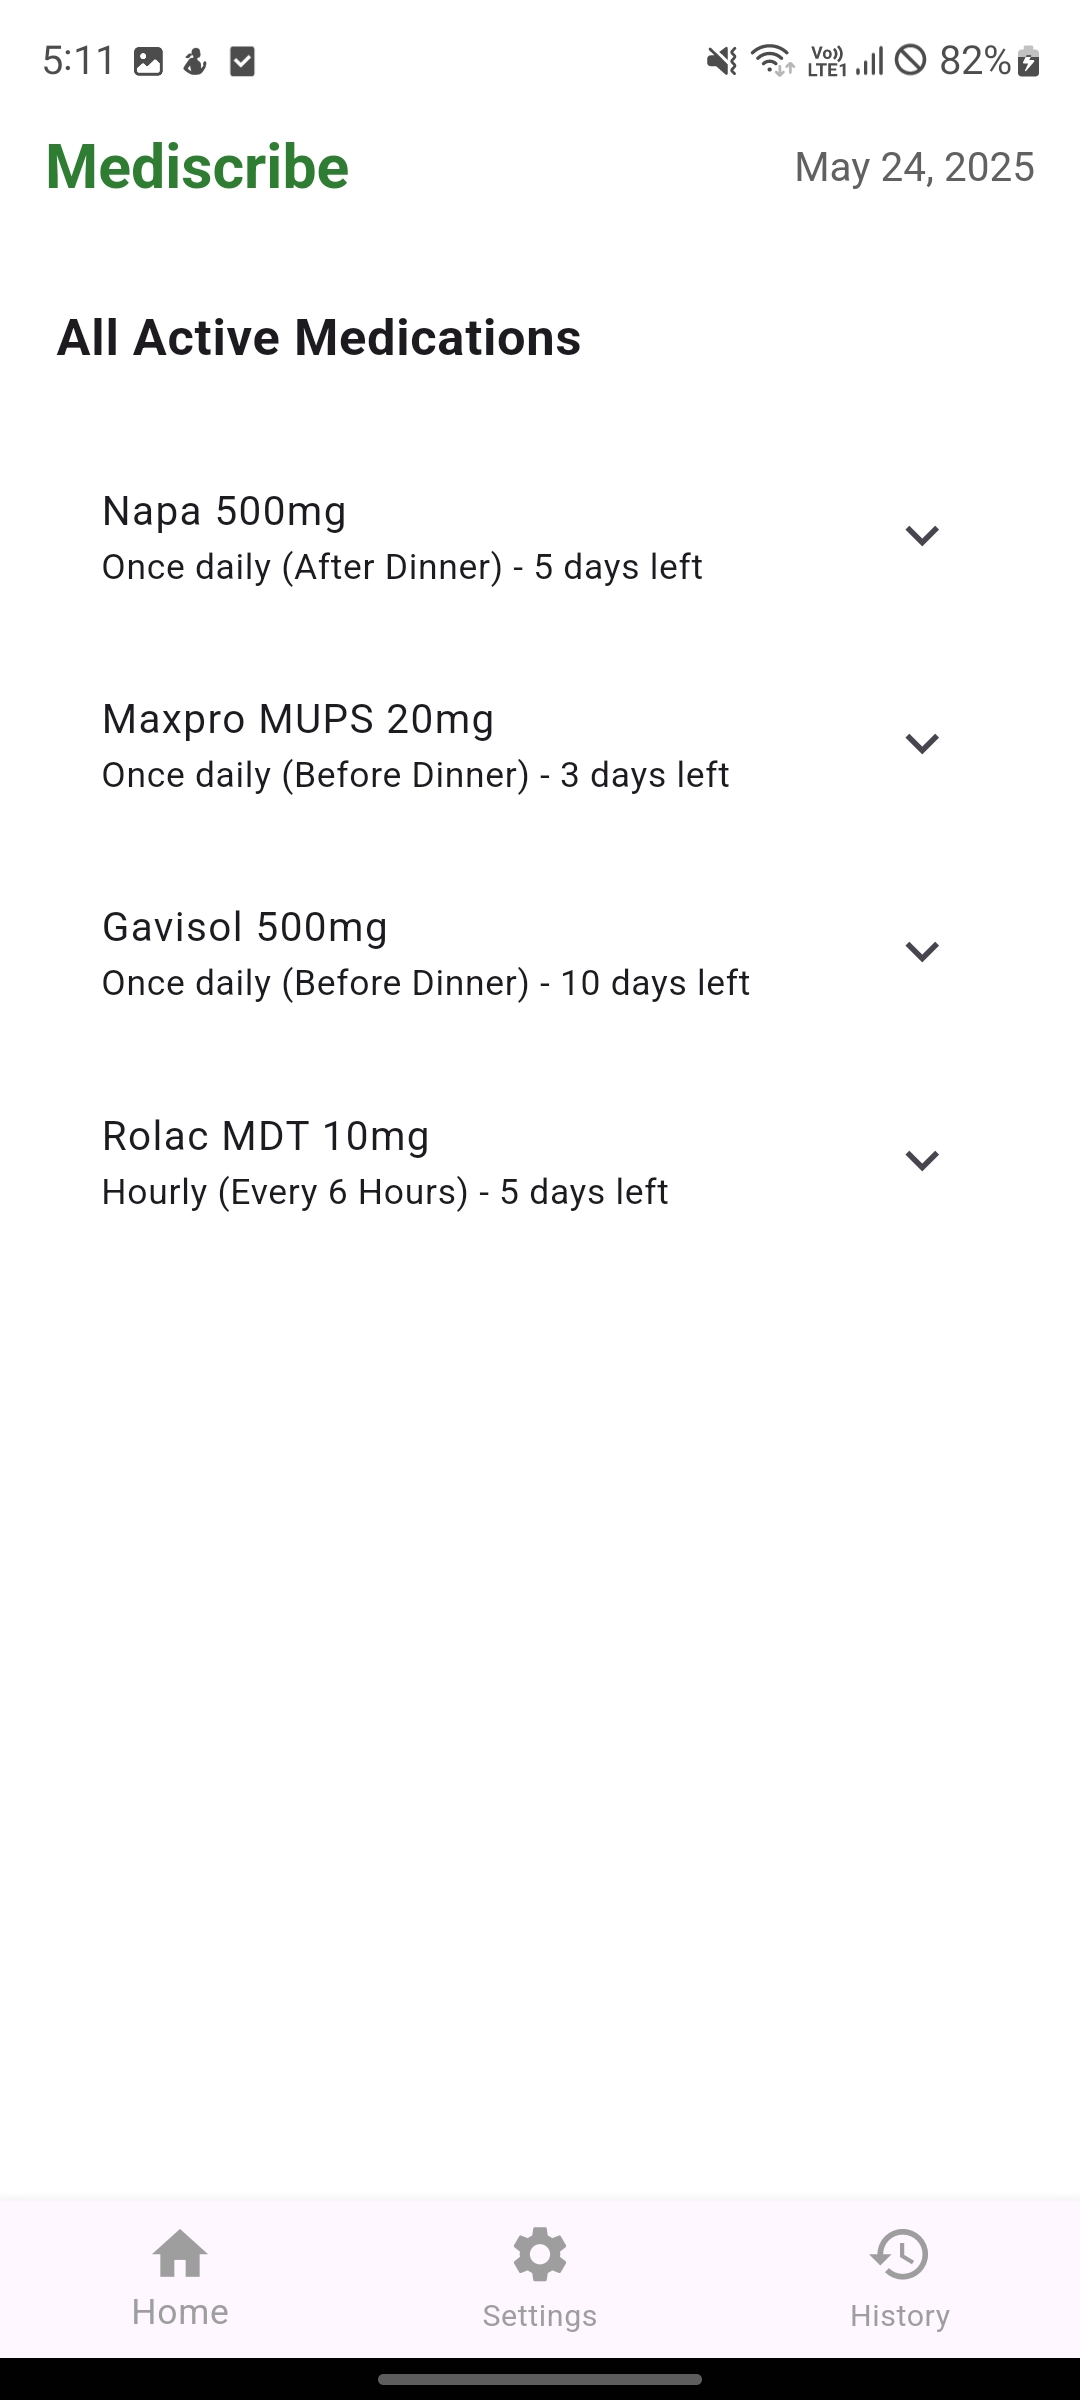 5:11 Vo)) LTE1 82%
Mediscribe May 24, 2025
All Active Medications
Napa 500mg
Once daily (After Dinner) - 5 days left
Maxpro MUPS 20mg
Once daily (Before Dinner) - 3 days left
Gavisol 500mg
Once daily (Before Dinner) - 10 days left
Rolac MDT 10mg
Hourly (Every 6 Hours) - 5 days left
Home Settings History